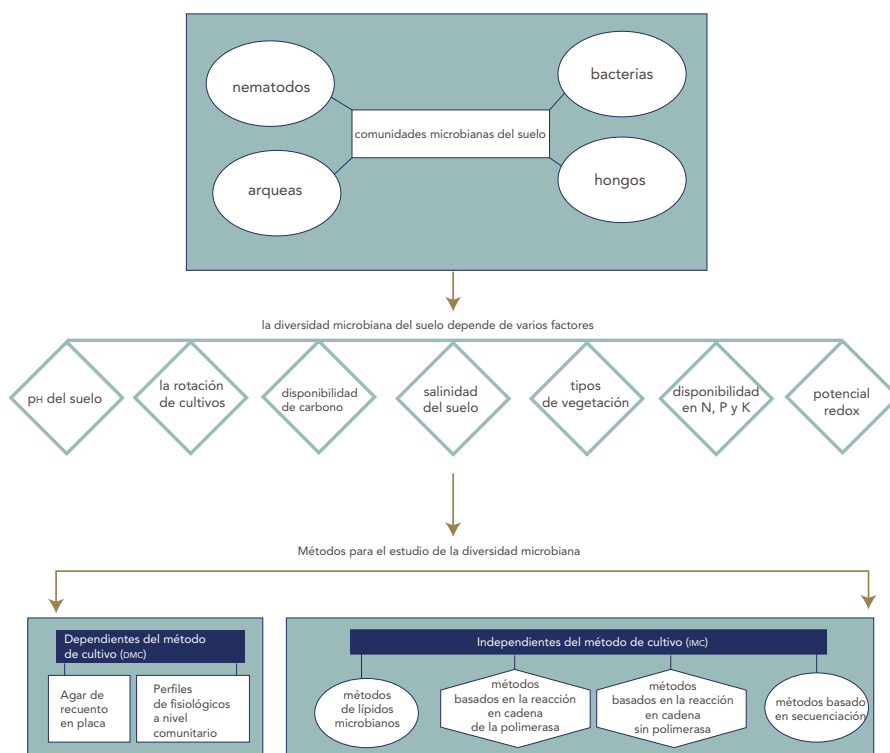 nematodos
bacterias
comunidades microbianas del suelo
arqueas
hongos
la diversidad microbiana del suelo depende de varios factores
pH del suelo
la rotación
de cultivos
disponibilidad
de carbono
salinidad
del suelo
tipos
de vegetación
disponibilidad
en N, P y K
potencial
redox
Métodos para el estudio de la diversidad microbiana
Dependientes del método
de cultivo (DMC)
Agar de
recuento
en placa
Perfiles
de fisiológicos
a nivel
comunitario
Independientes del método de cultivo (IMC)
métodos
de lípidos
microbianos
métodos
basados en la reacción
en cadena
de la polimerasa
métodos
basados en la reacción
en cadena
sin polimerasa
métodos basado
en secuenciación